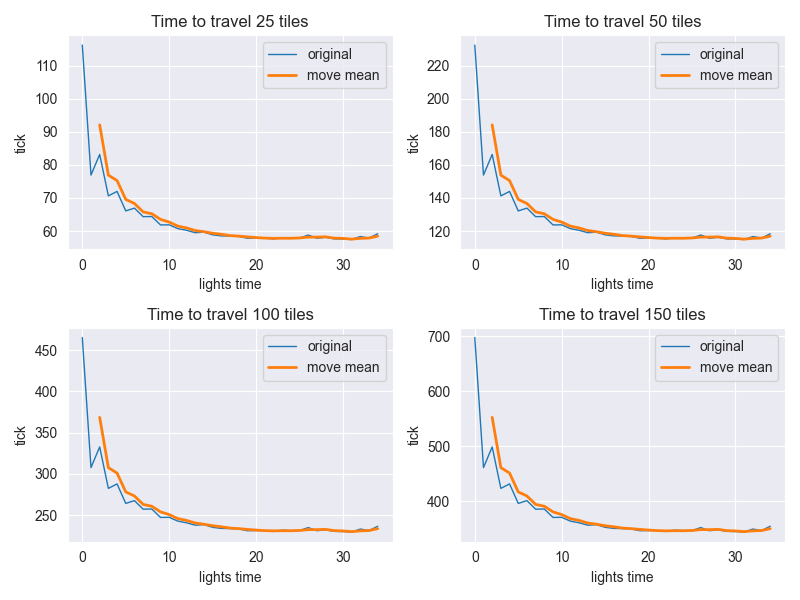 Time to travel 25 tiles
tick
110
100
90
80
70
60
original
move mean
0 10 20 30
lights time
Time to travel 50 tiles
tick
220
200
180
160
140
120
original
move mean
0 10 20 30
lights time
Time to travel 100 tiles
tick
450
400
350
300
250
original
move mean
0 10 20 30
lights time
Time to travel 150 tiles
tick
700
600
500
400
original
move mean
0 10 20 30
lights time